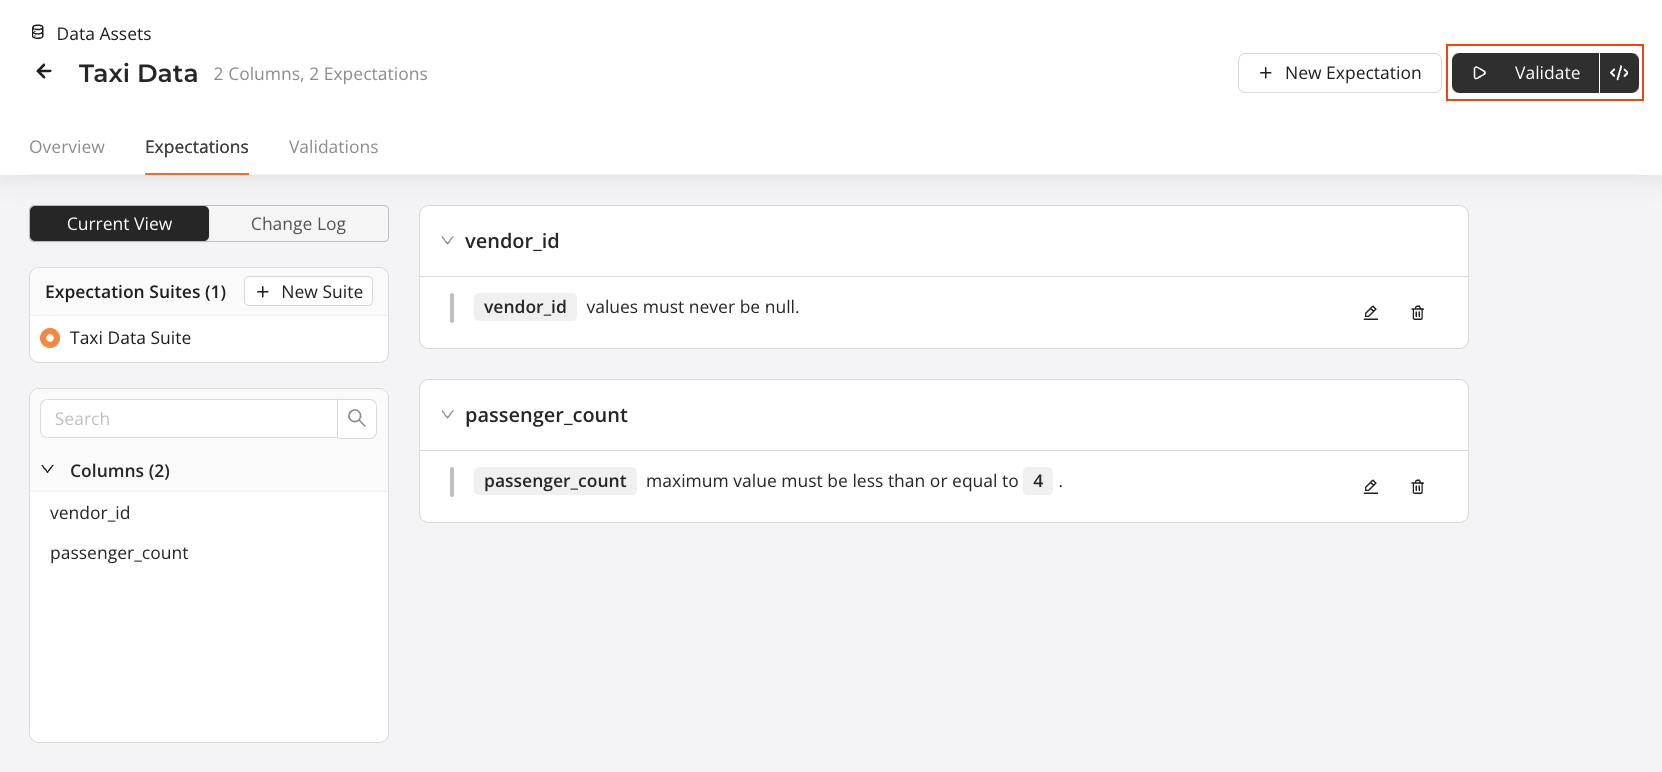 Data Assets
Taxi Data 2 Columns, 2 Expectations
+ New Expectation
Validate </>
Overview Expectations Validations
Current View Change Log
Expectation Suites (1) + New Suite
Taxi Data Suite
Search
Columns (2)
vendor_id
passenger_count
vendor_id
vendor_id values must never be null.
passenger_count
passenger_count maximum value must be less than or equal to 4 .